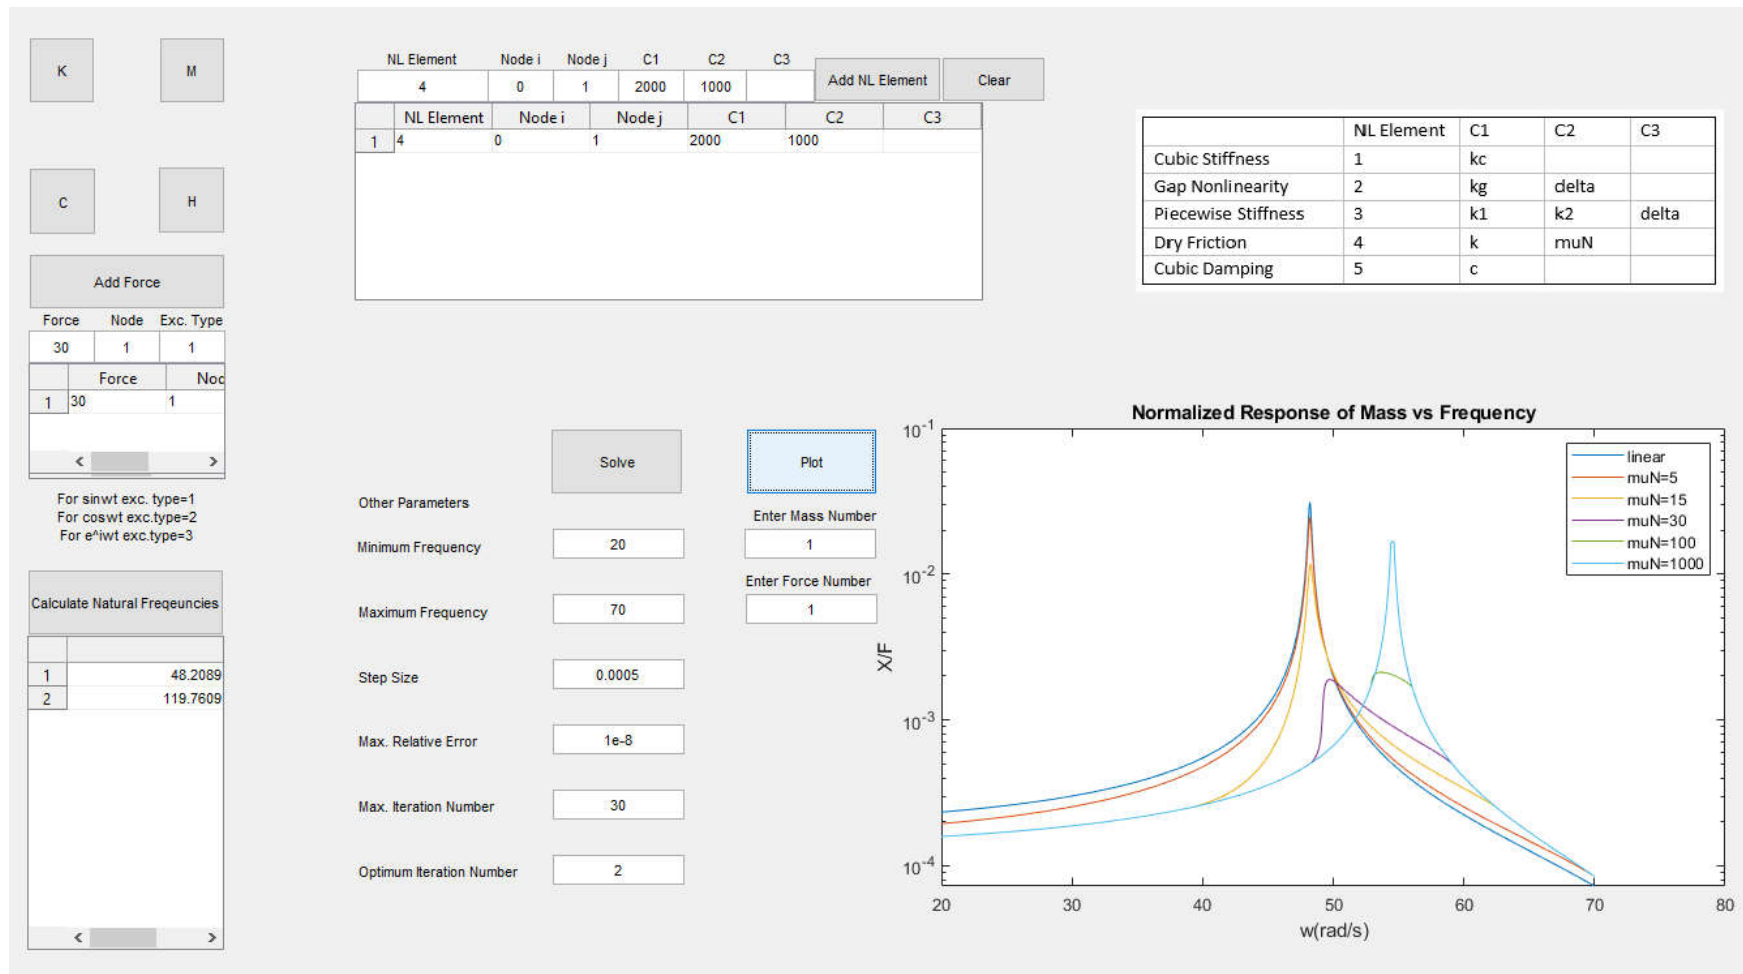 K
M
C
H
Add Force
Force Node Exc. Type
30 1 1
Force Noc
1 30 1
For sinwt exc. type=1
For coswt exc.type=2
For e^iwt exc.type=3
Calculate Natural Freqeuncies
1 48.2089
2 119.7609
NL Element Node i Node j C1 C2 C3
4 0 1 2000 1000
Add NL Element
Clear
NL Element Node i Node j C1 C2 C3
1 4 0 1 2000 1000
NL Element C1 C2 C3
Cubic Stiffness 1 kc
Gap Nonlinearity 2 kg delta
Piecewise Stiffness 3 k1 k2 delta
Dry Friction 4 k muN
Cubic Damping 5 c
Solve
Plot
Other Parameters
Minimum Frequency 20
Maximum Frequency 70
Step Size 0.0005
Max. Relative Error 1e-8
Max. Iteration Number 30
Optimum Iteration Number 2
Enter Mass Number
1
Enter Force Number
1
Normalized Response of Mass vs Frequency
10^-1
10^-2
10^-3
10^-4
X/F
linear
muN=5
muN=15
muN=30
muN=100
muN=1000
20 30 40 50 60 70 80
w(rad/s)